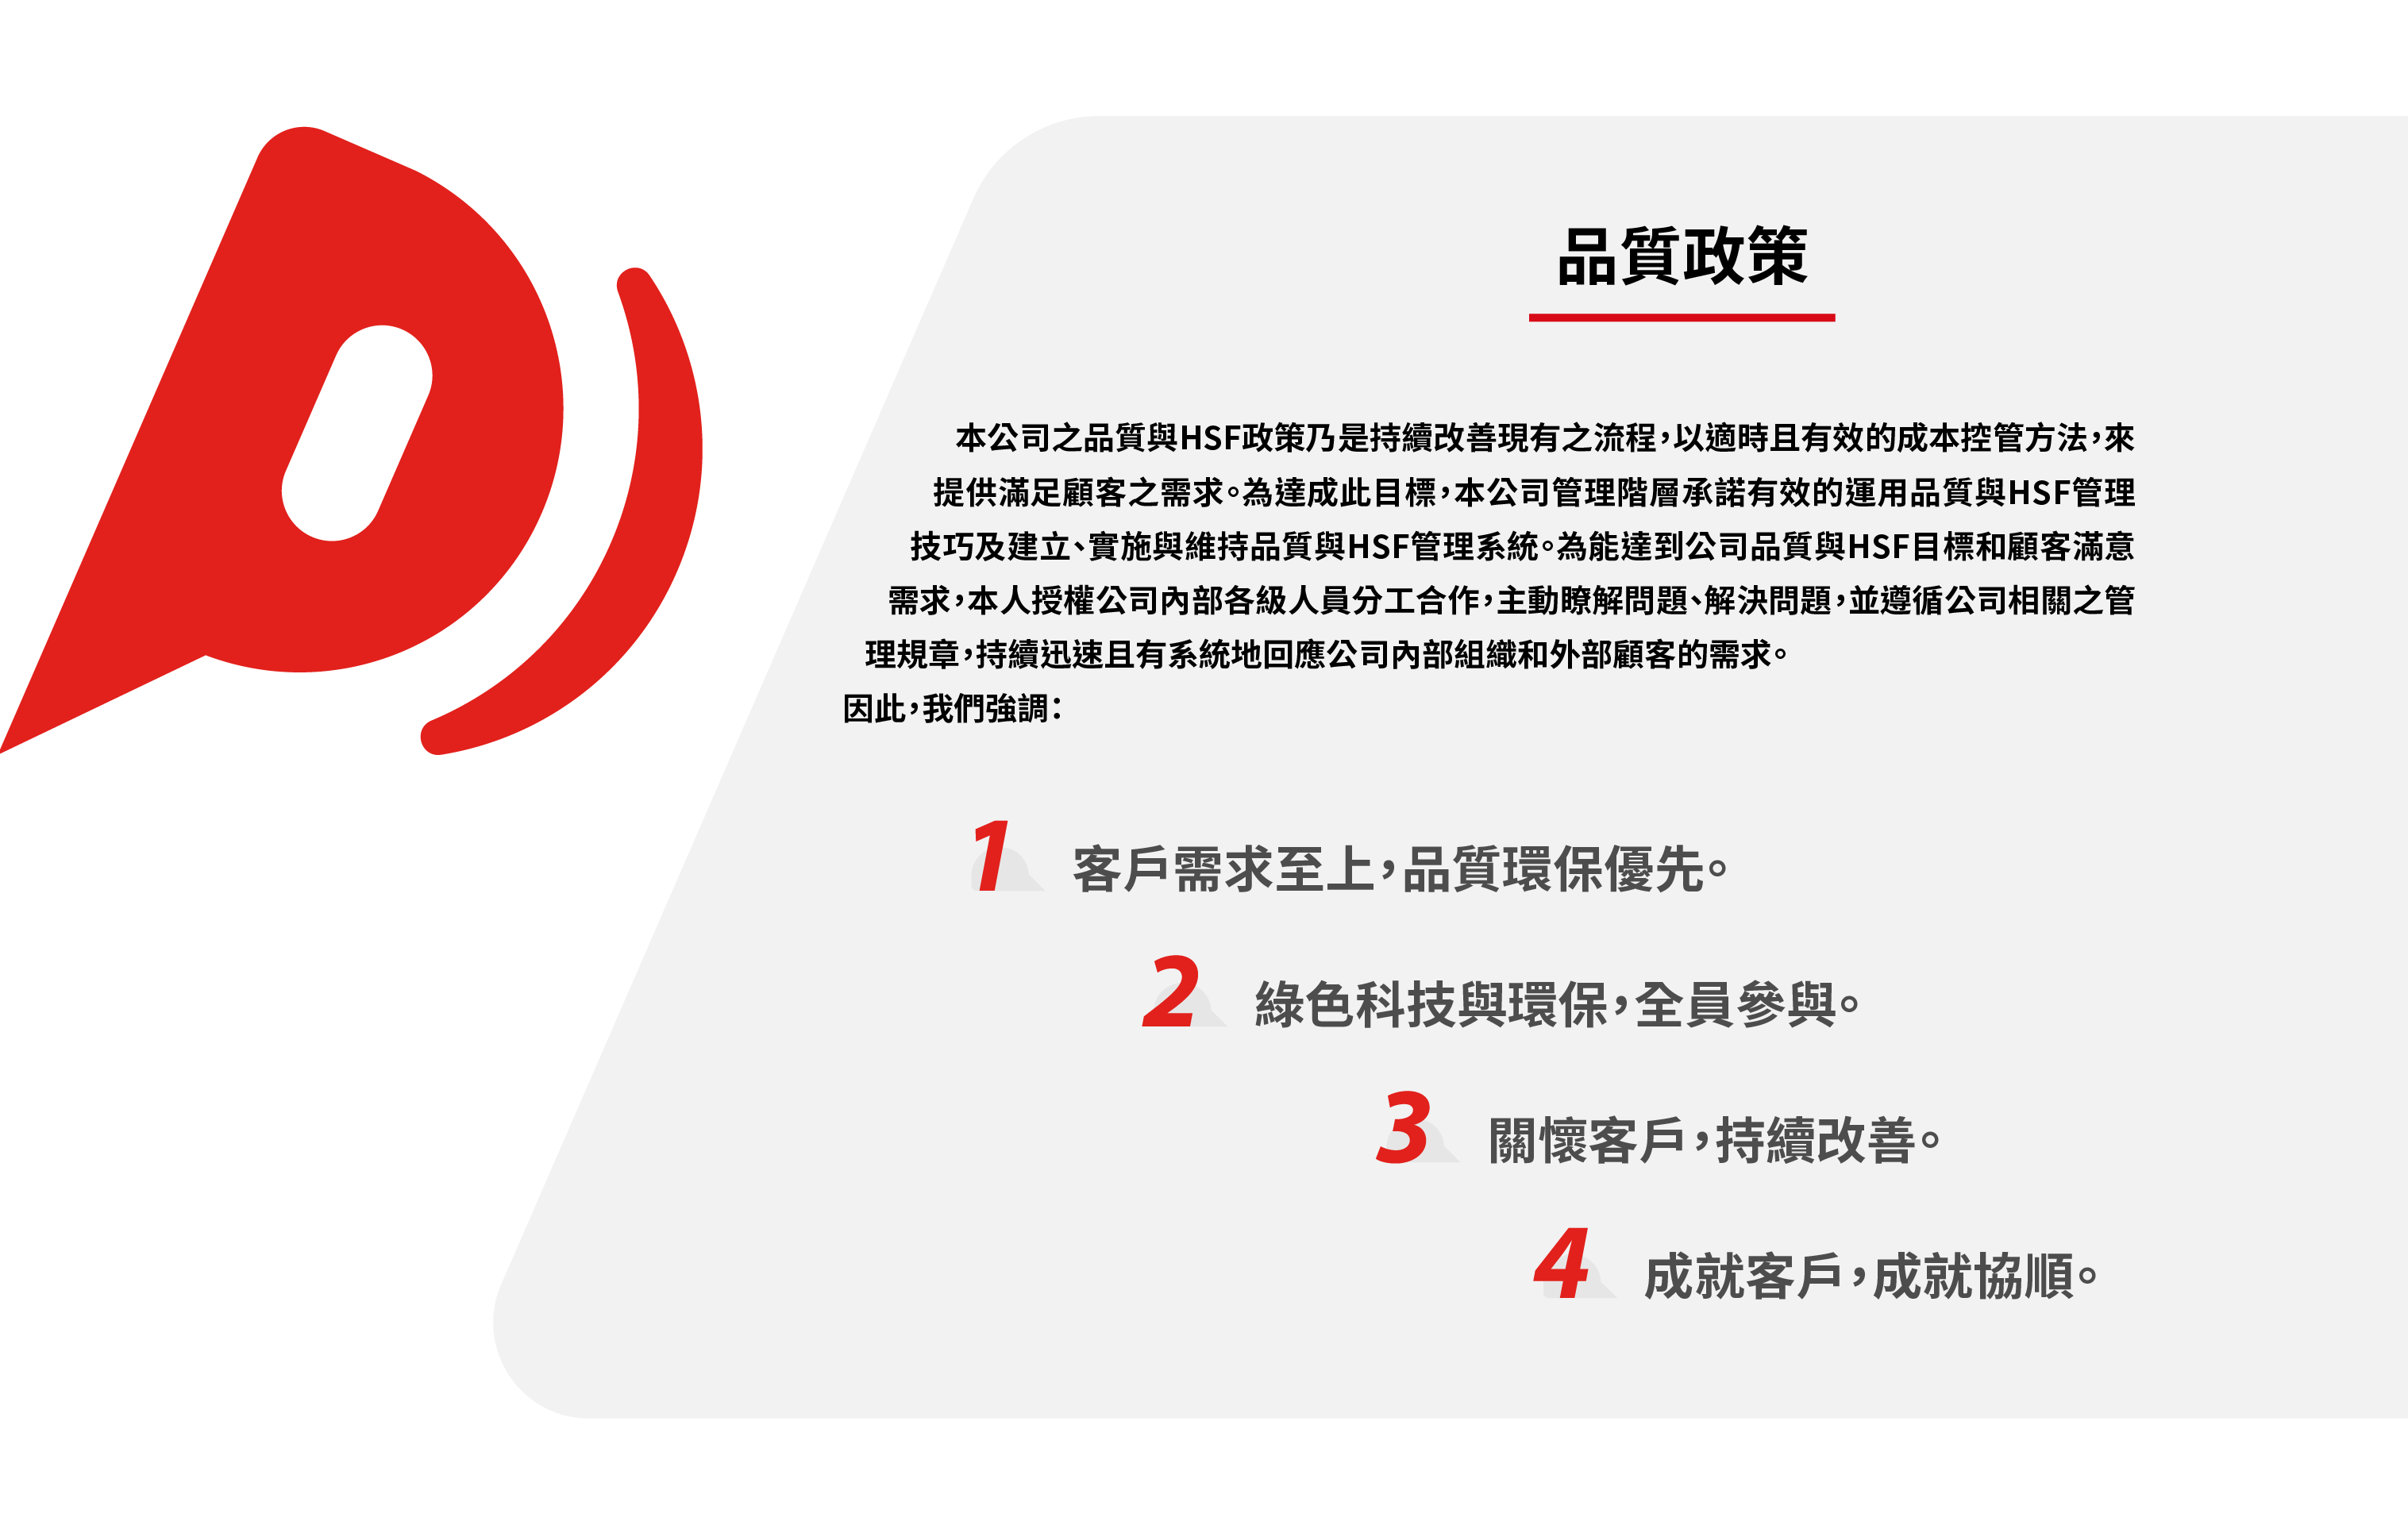 品質政策
本公司之品質與HSF政策乃是持續改善現有之流程，以適時且有效的成本控管方法，來
提供滿足顧客之需求。為達成此目標，本公司管理階層承諾有效的運用品質與HSF管理
技巧及建立、實施與維持品質與HSF管理系統。為能達到公司品質與HSF目標和顧客滿意
需求，本人授權公司內部各級人員分工合作，主動瞭解問題、解決問題，並遵循公司相關之管
理規章，持續迅速且有系統地回應公司內部組織和外部顧客的需求。
因此，我們強調：
1 客戶需求至上，品質環保優先。
2 綠色科技與環保，全員參與。
3 關懷客戶，持續改善。
4 成就客戶，成就協順。